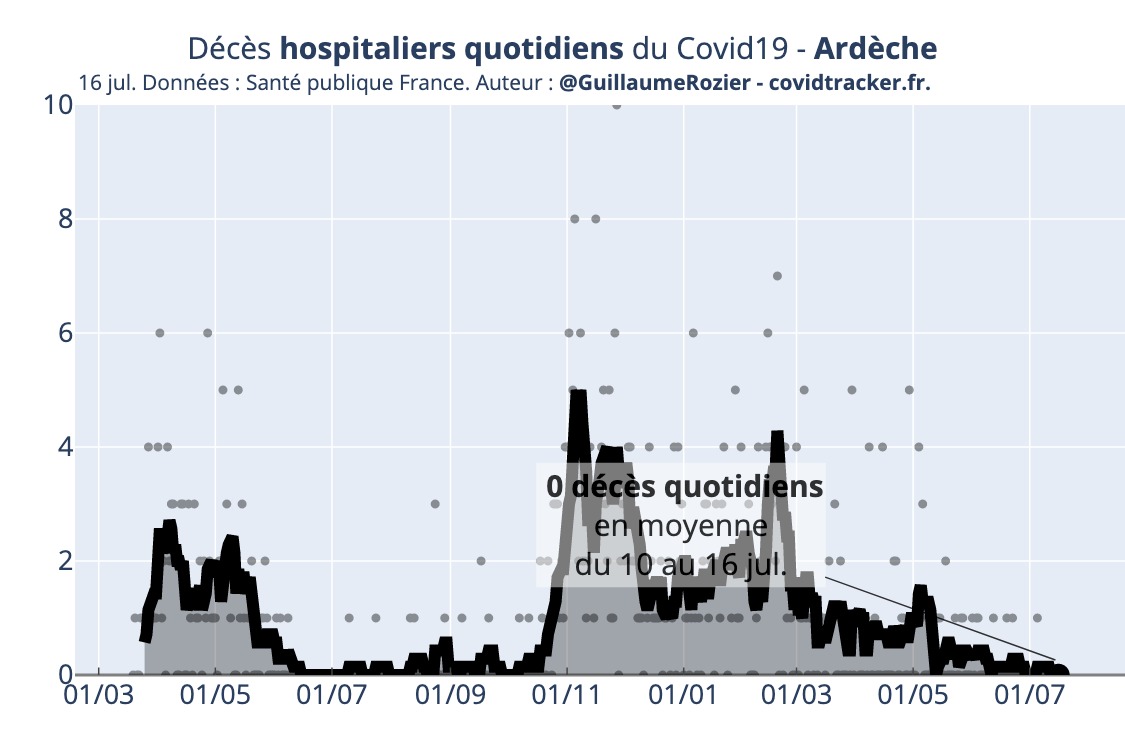 Décès hospitaliers quotidiens du Covid19 - Ardèche
16 jul. Données : Santé publique France. Auteur : @GuillaumeRozier - covidtracker.fr.
10
8
6
4
2
0
0 décès quotidiens
en moyenne
du 10 au 16 jul.
01/03 01/05 01/07 01/09 01/11 01/01 01/03 01/05 01/07